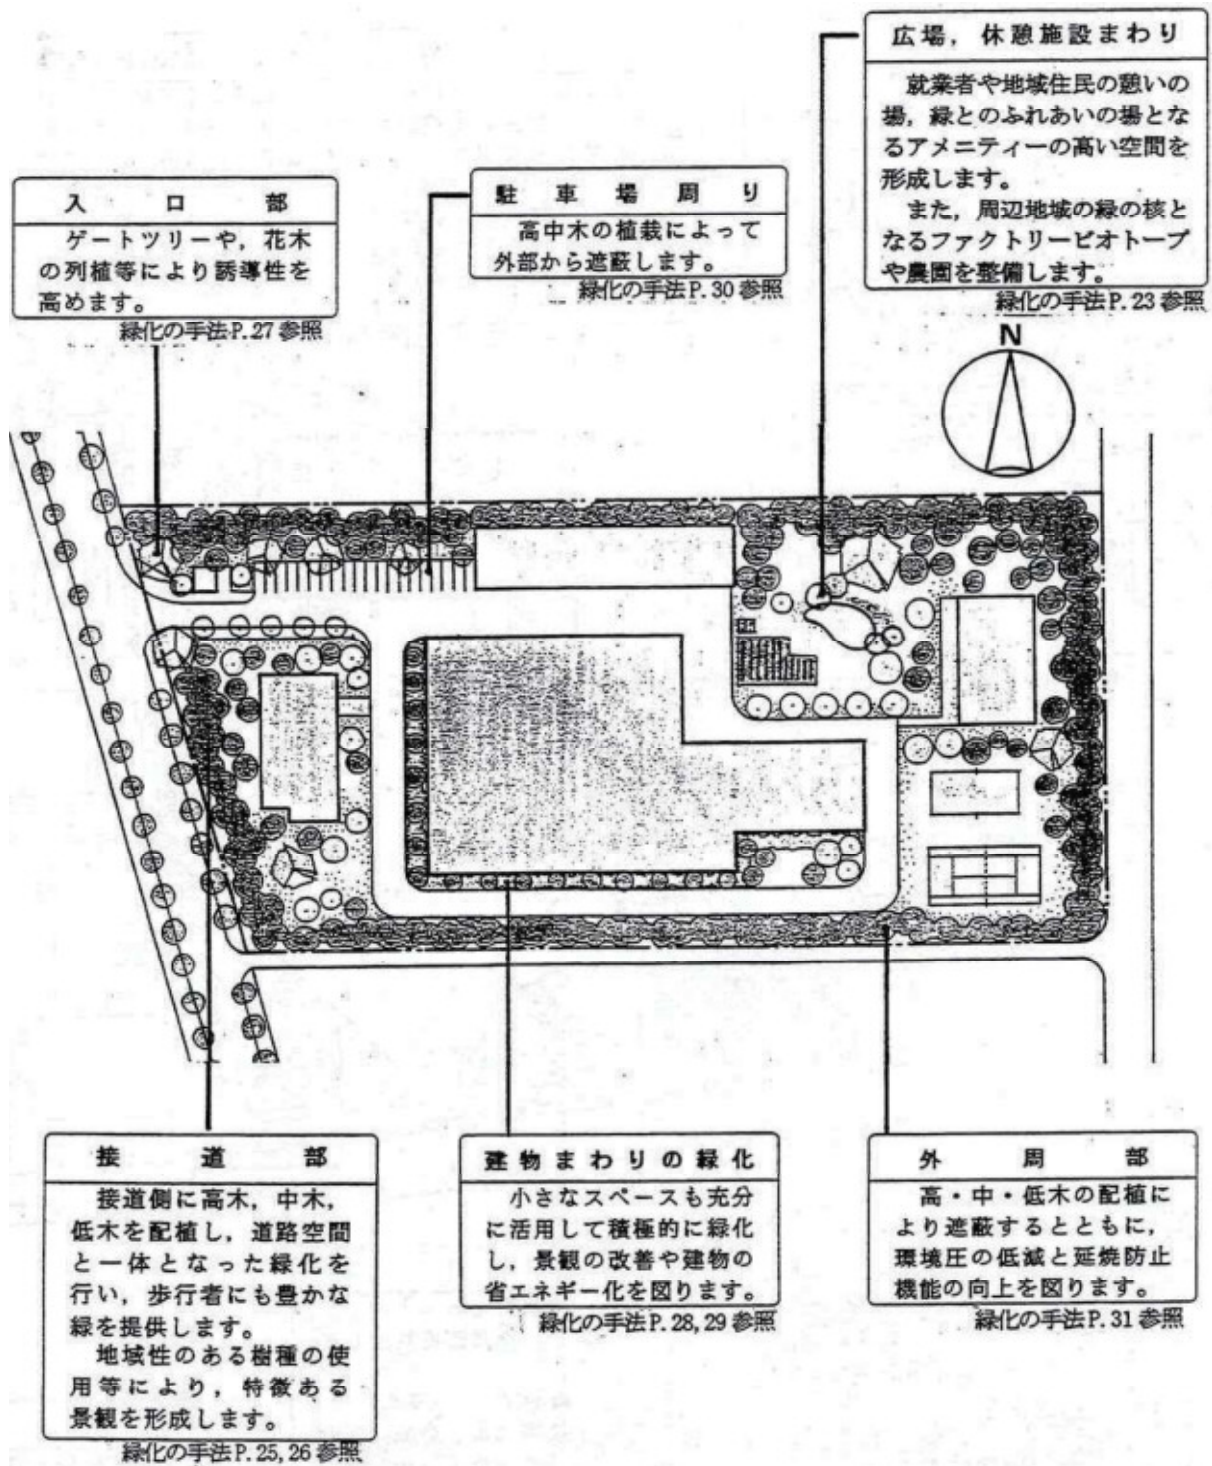 広場，休憩施設まわり
就業者や地域住民の憩いの
場，緑とのふれあいの場とな
るアメニティーの高い空間を
形成します。
また，周辺地域の緑の核と
なるファクトリービオトープ
や農園を整備します。
緑化の手法P.23参照
駐車場周り
高中木の植栽によって
外部から遮蔽します。
緑化の手法P.30参照
入口部
ゲートツリーや，花木
の列植等により誘導性を
高めます。
緑化の手法P.27参照
N
接道部
接道側に高木，中木，
低木を配植し，道路空間
と一体となった緑化を
行い，歩行者にも豊かな
緑を提供します。
地域性のある樹種の使
用等により，特徴ある
景観を形成します。
緑化の手法P.25,26参照
建物まわりの緑化
小さなスペースも充分
に活用して積極的に緑化
し，景観の改善や建物の
省エネギー化を図ります。
緑化の手法P.28,29参照
外周部
高・中・低木の配植に
より遮蔽するとともに，
環境圧の低減と延焼防止
機能の向上を図ります。
緑化の手法P.31参照